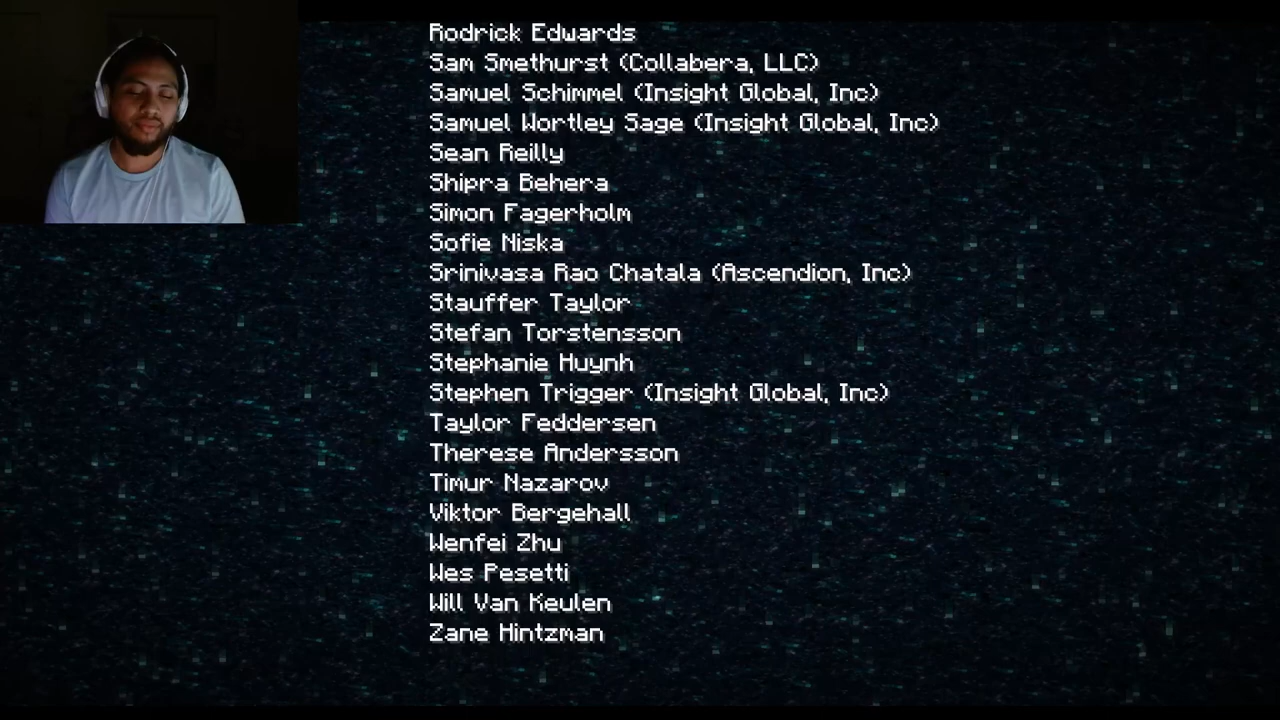 Rodrick Edwards
Sam Smethurst (Collabera, LLC)
Samuel Schimmel (Insight Global, Inc)
Samuel Wortley Sage (Insight Global, Inc)
Sean Reilly
Shipra Behera
Simon Fagerholm
Sofie Niska
Srinivasa Rao Chatala (Ascendion, Inc)
Stauffer Taylor
Stefan Torstensson
Stephanie Huynh
Stephen Trigger (Insight Global, Inc)
Taylor Feddersen
Therese Andersson
Timur Nazarov
Viktor Bergehall
Wenfei Zhu
Wes Pesetti
Will Van Keulen
Zane Hintzman